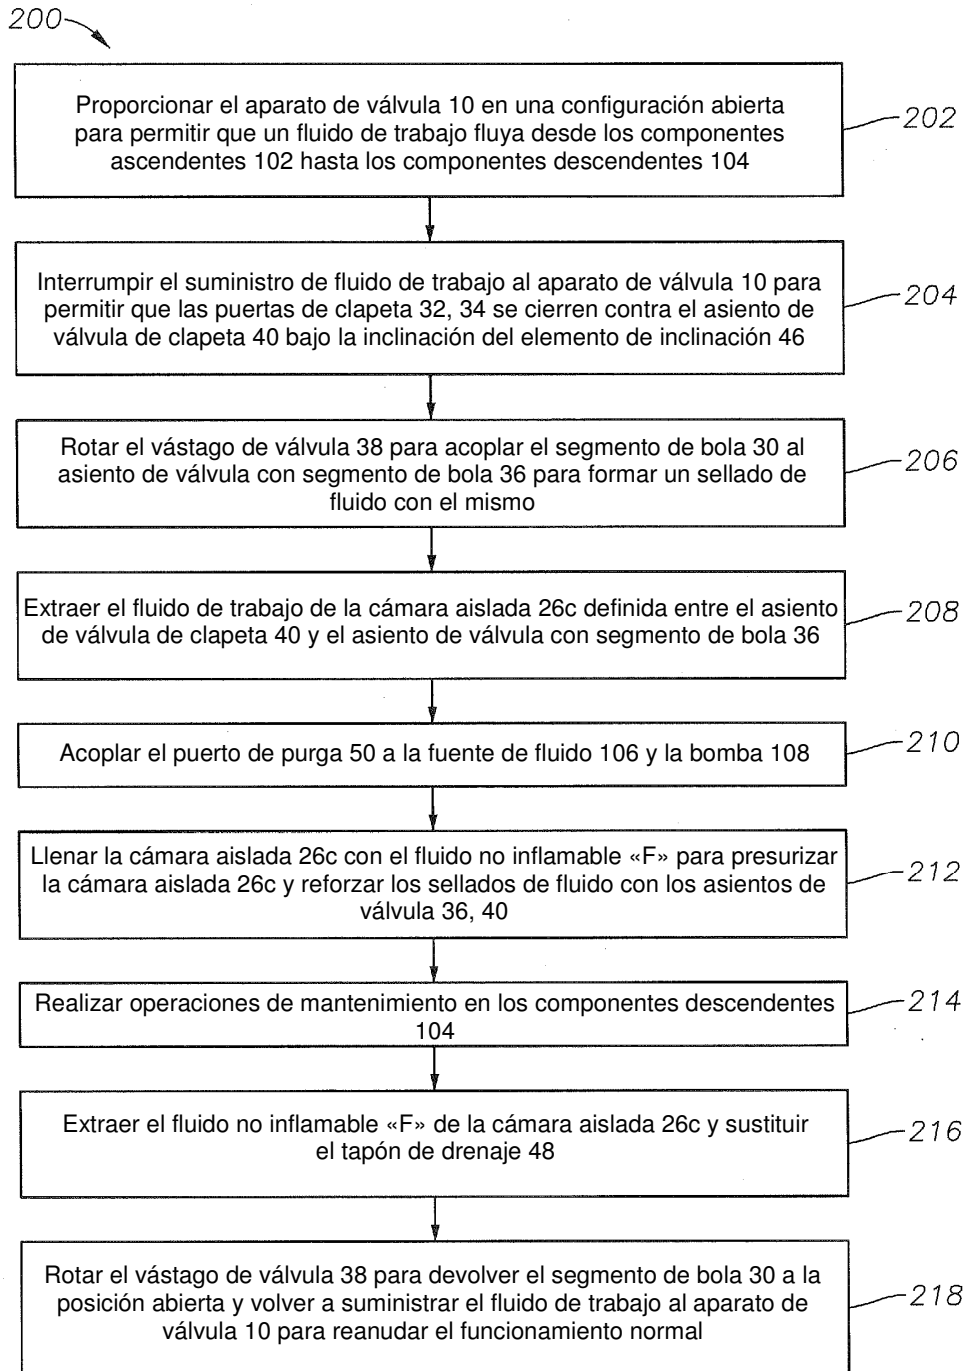 200
Proporcionar el aparato de válvula 10 en una configuración abierta
para permitir que un fluido de trabajo fluya desde los componentes
ascendentes 102 hasta los componentes descendentes 104
202
Interrumpir el suministro de fluido de trabajo al aparato de válvula 10 para
permitir que las puertas de clapeta 32, 34 se cierren contra el asiento de
válvula de clapeta 40 bajo la inclinación del elemento de inclinación 46
204
Rotar el vástago de válvula 38 para acoplar el segmento de bola 30 al
asiento de válvula con segmento de bola 36 para formar un sellado de
fluido con el mismo
206
Extraer el fluido de trabajo de la cámara aislada 26c definida entre el asiento
de válvula de clapeta 40 y el asiento de válvula con segmento de bola 36
208
Acoplar el puerto de purga 50 a la fuente de fluido 106 y la bomba 108
210
Llenar la cámara aislada 26c con el fluido no inflamable «F» para presurizar
la cámara aislada 26c y reforzar los sellados de fluido con los asientos de
válvula 36, 40
212
Realizar operaciones de mantenimiento en los componentes descendentes
104
214
Extraer el fluido no inflamable «F» de la cámara aislada 26c y sustituir
el tapón de drenaje 48
216
Rotar el vástago de válvula 38 para devolver el segmento de bola 30 a la
posición abierta y volver a suministrar el fluido de trabajo al aparato de
válvula 10 para reanudar el funcionamiento normal
218